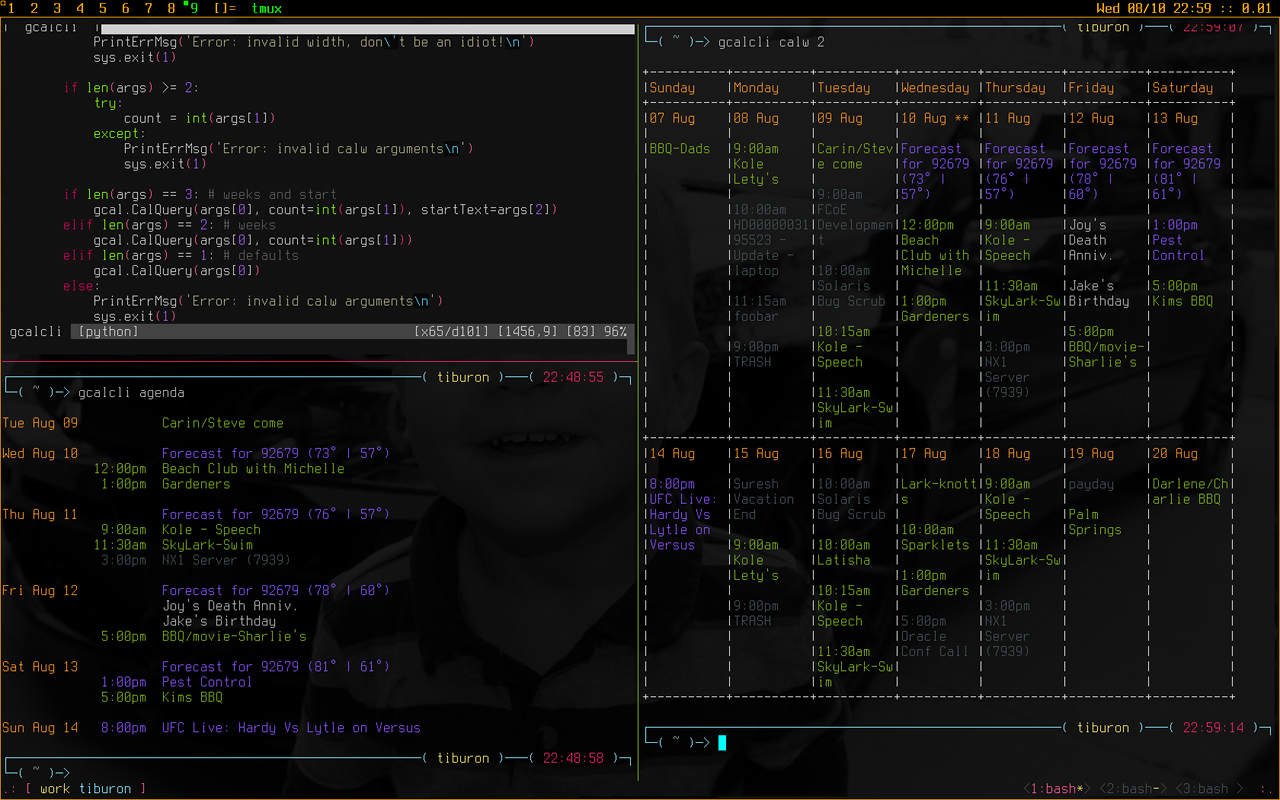 1 2 3 4 5 6 7 8 9 []= tmux Wed 08/10 22:59 :: 0.01
gcalcli
PrintErrMsg('Error: invalid width, don\'t be an idiot!\n')
sys.exit(1)
if len(args) >= 2:
try:
count = int(args[1])
except:
PrintErrMsg('Error: invalid calw arguments\n')
sys.exit(1)
if len(args) == 3: # weeks and start
gcal.CalQuery(args[0], count=int(args[1]), startText=args[2])
elif len(args) == 2: # weeks
gcal.CalQuery(args[0], count=int(args[1]))
elif len(args) == 1: # defaults
gcal.CalQuery(args[0])
else:
PrintErrMsg('Error: invalid calw arguments\n')
sys.exit(1)
gcalcli [python] [x65/d101] [1456,9] [83] 96%
( tiburon )──( 22:48:55 )
─( ~ )-> gcalcli agenda
Tue Aug 09 Carin/Steve come
Wed Aug 10 Forecast for 92679 (73° | 57°)
12:00pm Beach Club with Michelle
1:00pm Gardeners
Thu Aug 11 Forecast for 92679 (76° | 57°)
9:00am Kole - Speech
11:30am SkyLark-Swim
3:00pm NX1 Server (7939)
Fri Aug 12 Forecast for 92679 (78° | 60°)
Joy's Death Anniv.
Jake's Birthday
5:00pm BBQ/movie-Sharlie's
Sat Aug 13 Forecast for 92679 (81° | 61°)
1:00pm Pest Control
5:00pm Kims BBQ
Sun Aug 14 8:00pm UFC Live: Hardy Vs Lytle on Versus
( tiburon )──( 22:48:58 )
─( ~ )->
( tiburon )──( 22:59:07 )
─( ~ )-> gcalcli calw 2
Sunday Monday Tuesday Wednesday Thursday Friday Saturday
07 Aug 08 Aug 09 Aug 10 Aug ** 11 Aug 12 Aug 13 Aug
BBQ-Dads 9:00am Carin/Stev Forecast Forecast Forecast Forecast
Kole e come for 92679 for 92679 for 92679 for 92679
Lety's (73° | (76° | (78° | (81° |
9:00am 57°) 57°) 60°) 61°)
10:00am FCoE
HD00000031 Developmen 12:00pm 9:00am Joy's 1:00pm
95523 - t Beach Kole - Death Pest
Update - Club with Speech Anniv. Control
laptop 10:00am Michelle
Solaris 11:30am Jake's 5:00pm
11:15am Bug Scrub 1:00pm SkyLark-Sw Birthday Kims BBQ
foobar Gardeners im
10:15am 5:00pm
9:00pm Kole - 3:00pm BBQ/movie-
TRASH Speech NX1 Sharlie's
Server
11:30am (7939)
SkyLark-Sw
im
14 Aug 15 Aug 16 Aug 17 Aug 18 Aug 19 Aug 20 Aug
8:00pm Suresh 10:00am Lark-knott 9:00am payday Darlene/Ch
UFC Live: Vacation Solaris s Kole - arlie BBQ
Hardy Vs End Bug Scrub Speech Palm
Lytle on 10:00am Springs
Versus 9:00am 10:00am Sparklets 11:30am
Kole Latisha SkyLark-Sw
Lety's 1:00pm im
10:15am Gardeners
9:00pm Kole - 3:00pm
TRASH Speech 5:00pm NX1
Oracle Server
11:30am Conf Call (7939)
SkyLark-Sw
im
( tiburon )──( 22:59:14 )
─( ~ )->
.: [ work tiburon ] <1:bash*> <2:bash-> <3:bash > :.